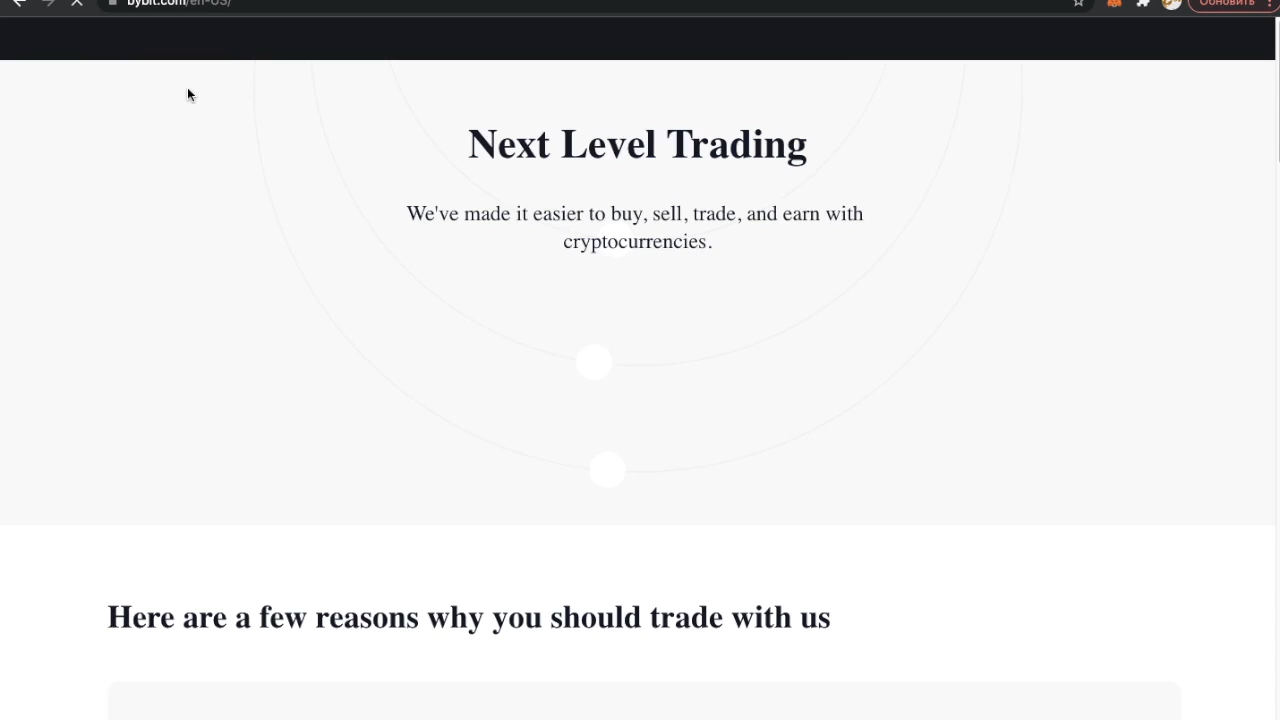 bybit.com/en-US/
Обновить
Next Level Trading
We've made it easier to buy, sell, trade, and earn with
cryptocurrencies.
Here are a few reasons why you should trade with us